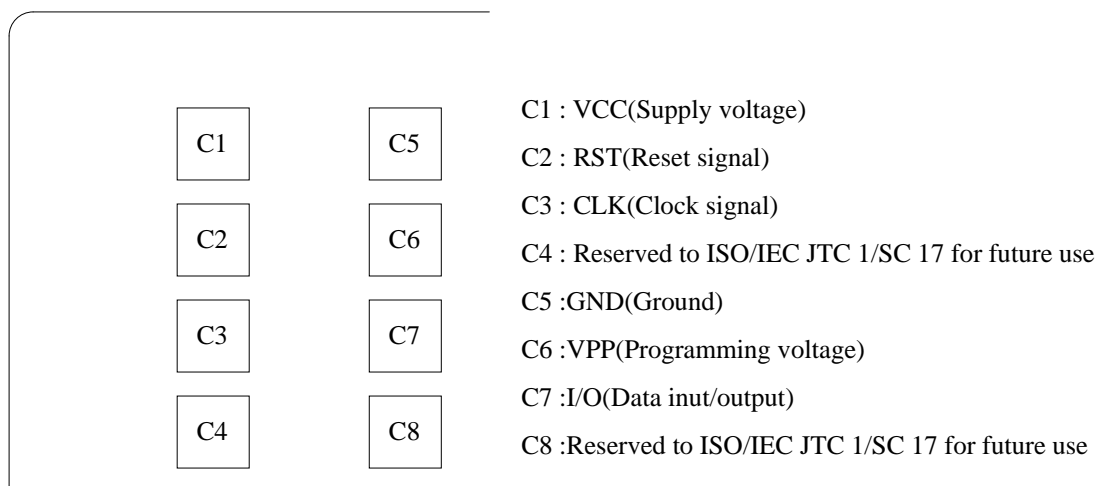 C1
C5
C2
C6
C3
C7
C4
C8
C1 : VCC(Supply voltage)
C2 : RST(Reset signal)
C3 : CLK(Clock signal)
C4 : Reserved to ISO/IEC JTC 1/SC 17 for future use
C5 :GND(Ground)
C6 :VPP(Programming voltage)
C7 :I/O(Data inut/output)
C8 :Reserved to ISO/IEC JTC 1/SC 17 for future use